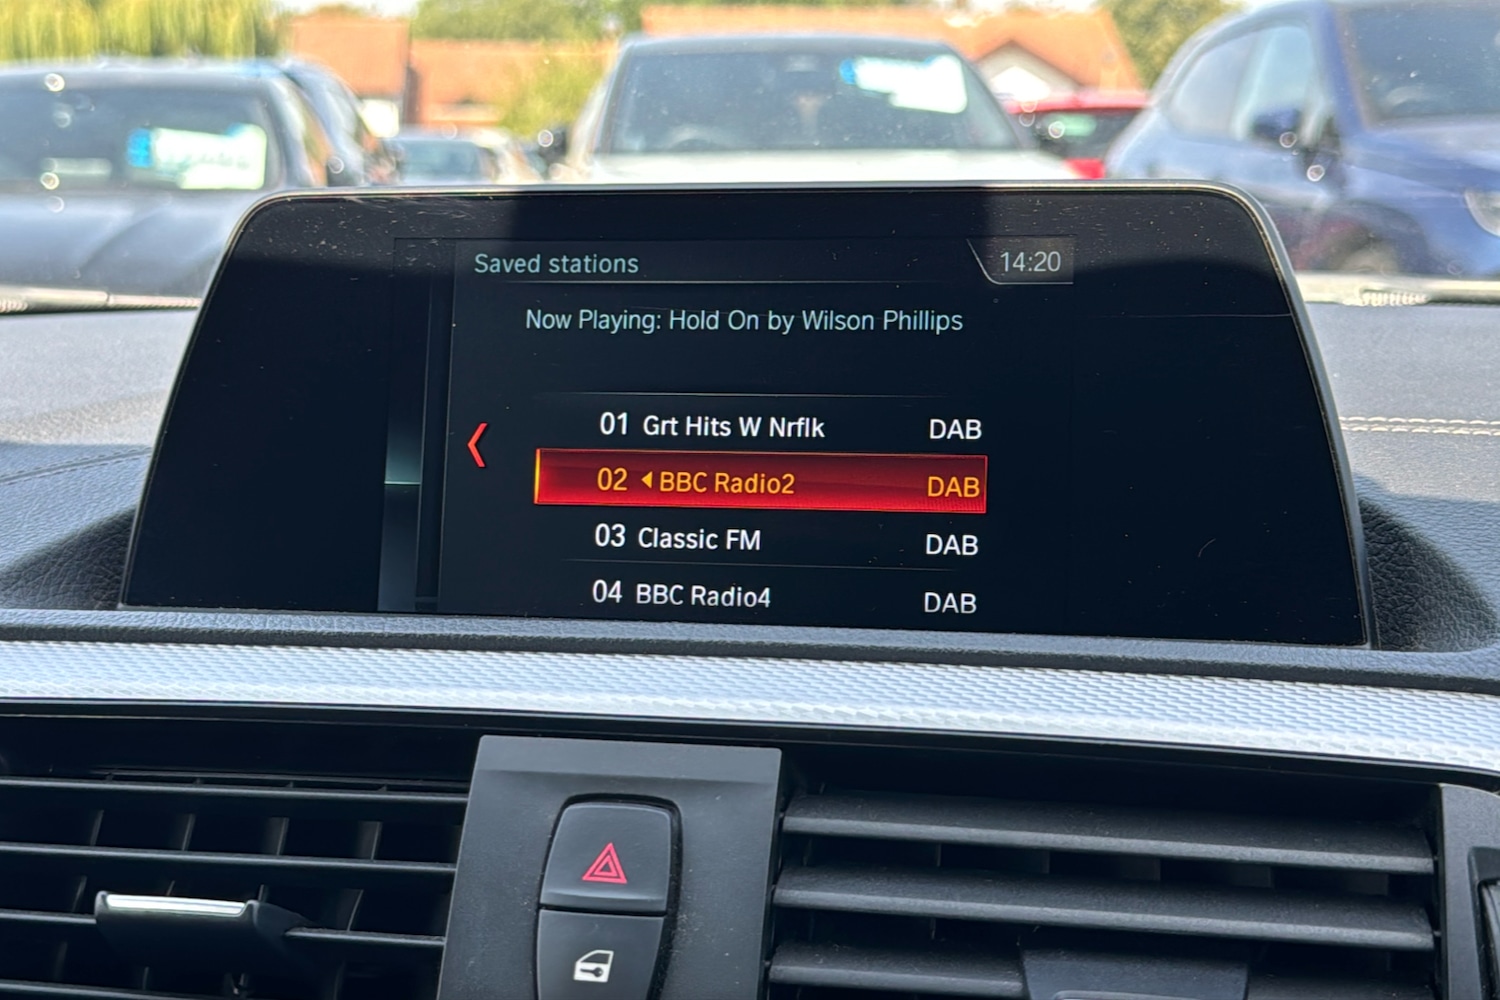 Saved stations
14:20
Now Playing: Hold On by Wilson Phillips
01 Grt Hits W Nrflk DAB
02 BBC Radio2 DAB
03 Classic FM DAB
04 BBC Radio4 DAB